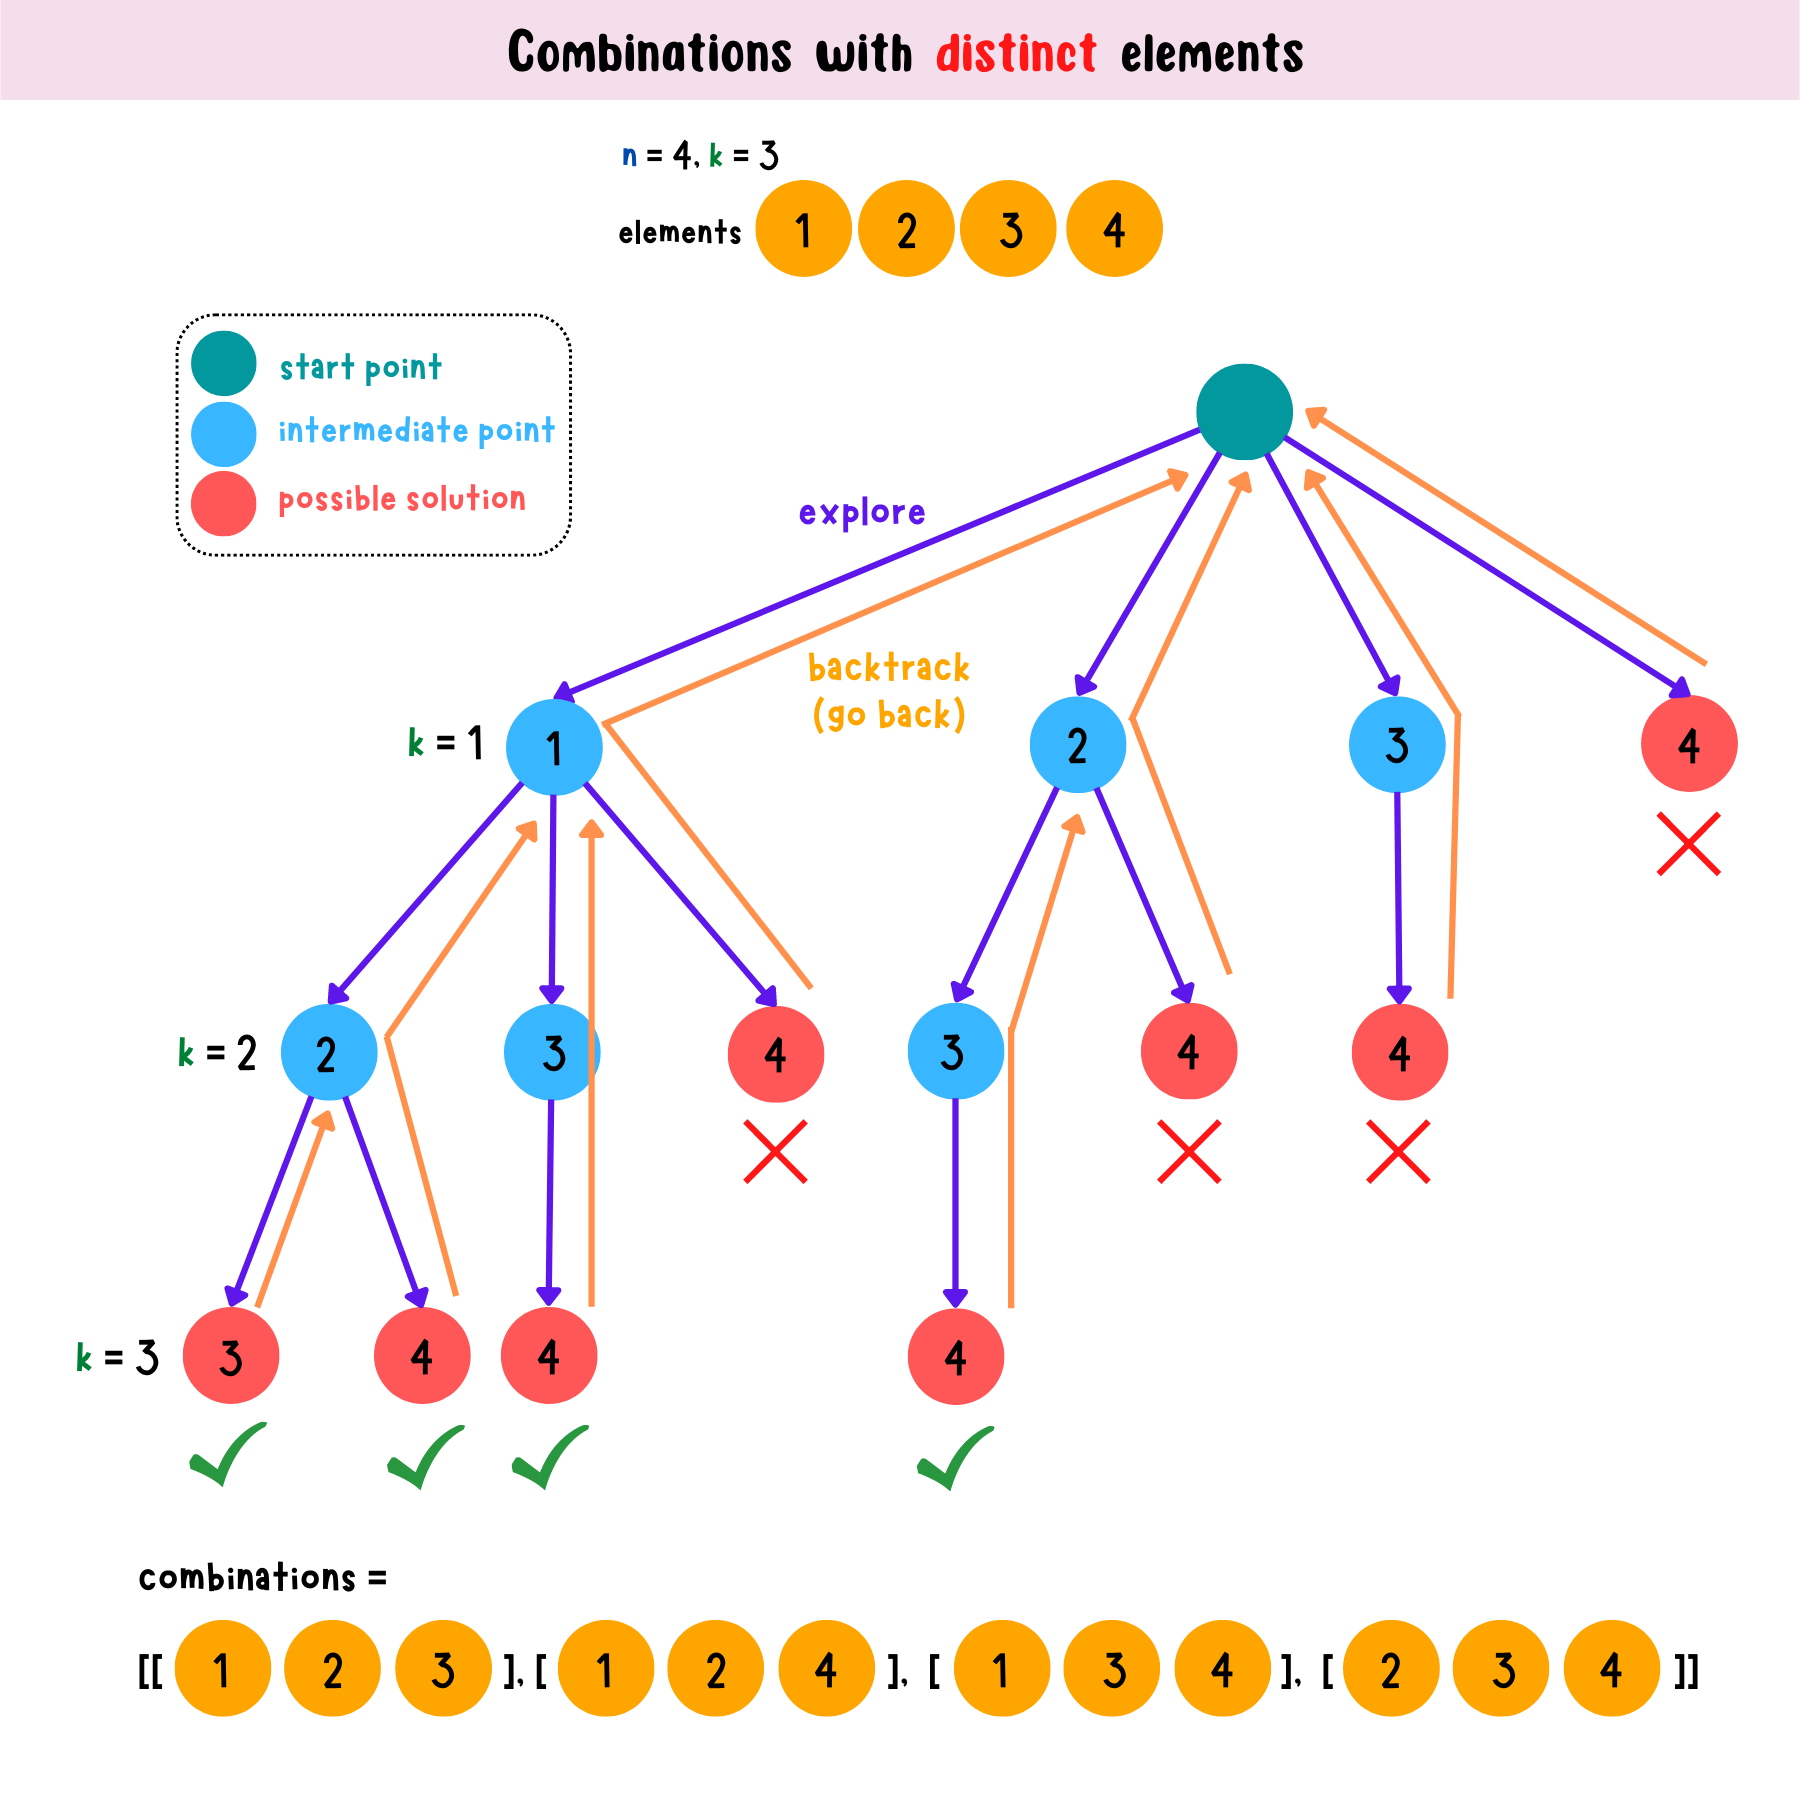 Combinations with distinct elements
n = 4, k = 3
elements 1 2 3 4
start point
intermediate point
possible solution
explore
backtrack
(go back)
k = 1 1 2 3 4
k = 2 2 3 4 3 4 4
k = 3 3 4 4 4
combinations =
[[ 1 2 3 ], [ 1 2 4 ], [ 1 3 4 ], [ 2 3 4 ]]